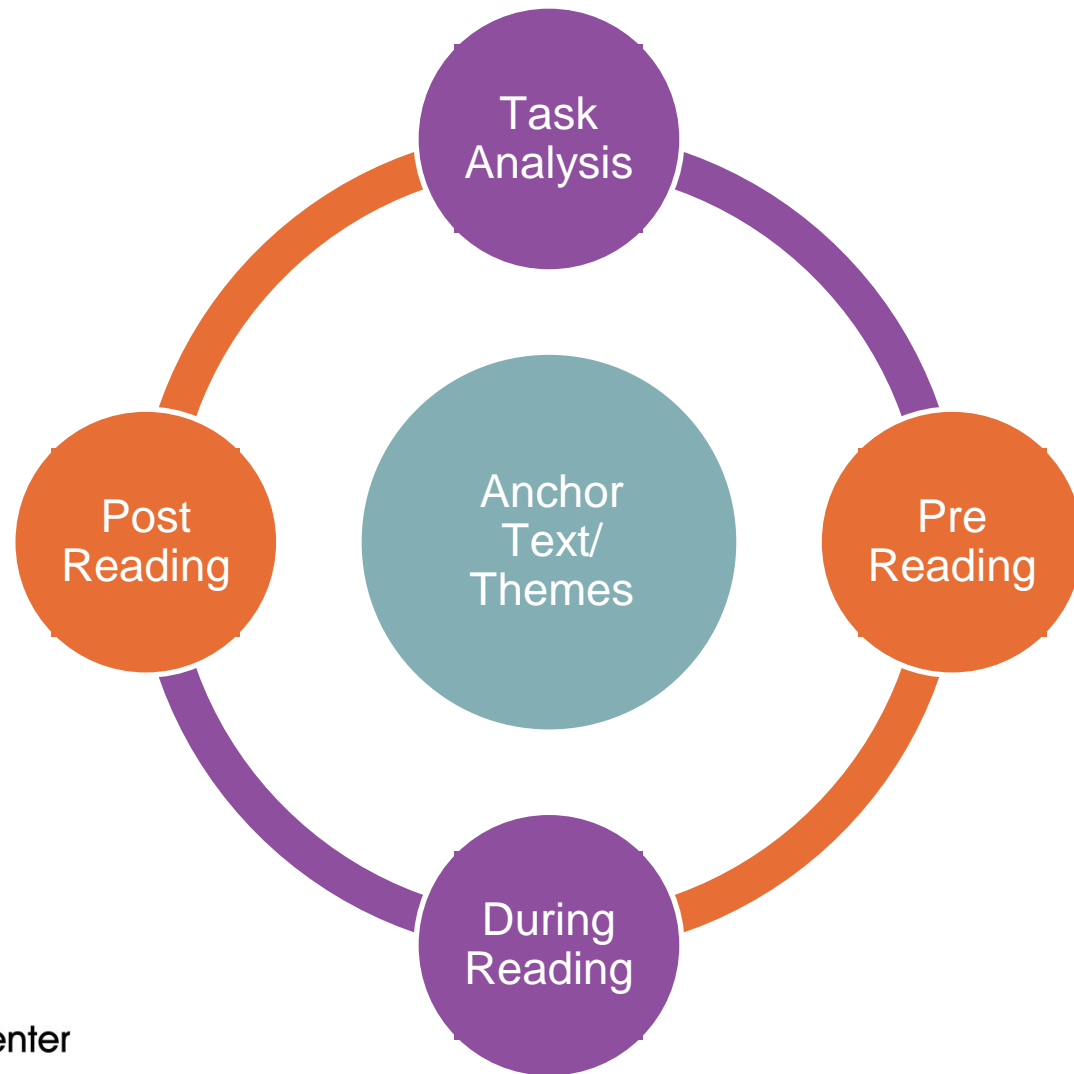 Task
Analysis
Post
Reading
Anchor
Text/
Themes
Pre
Reading
During
Reading
enter